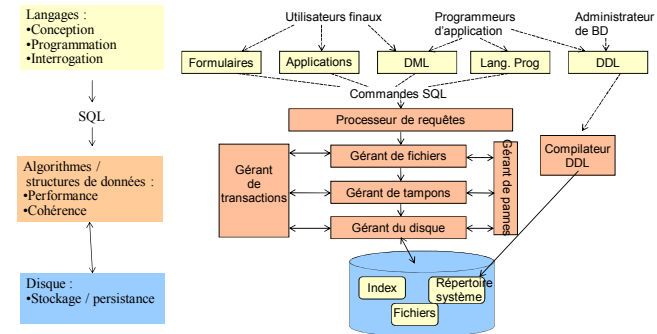 Langages :
•Conception
•Programmation
•Interrogation
SQL
Algorithmes /
structures de données :
•Performance
•Cohérence
Disque :
•Stockage / persistance
Utilisateurs finaux
Programmeurs
d'application
Administrateur
de BD
Formulaires
Applications
DML
Lang. Prog
DDL
Commandes SQL
Processeur de requêtes
Gérant
de
transactions
Gérant de fichiers
Gérant de tampons
Gérant du disque
Gérant de pannes
Compilateur
DDL
Index
Répertoire
système
Fichiers